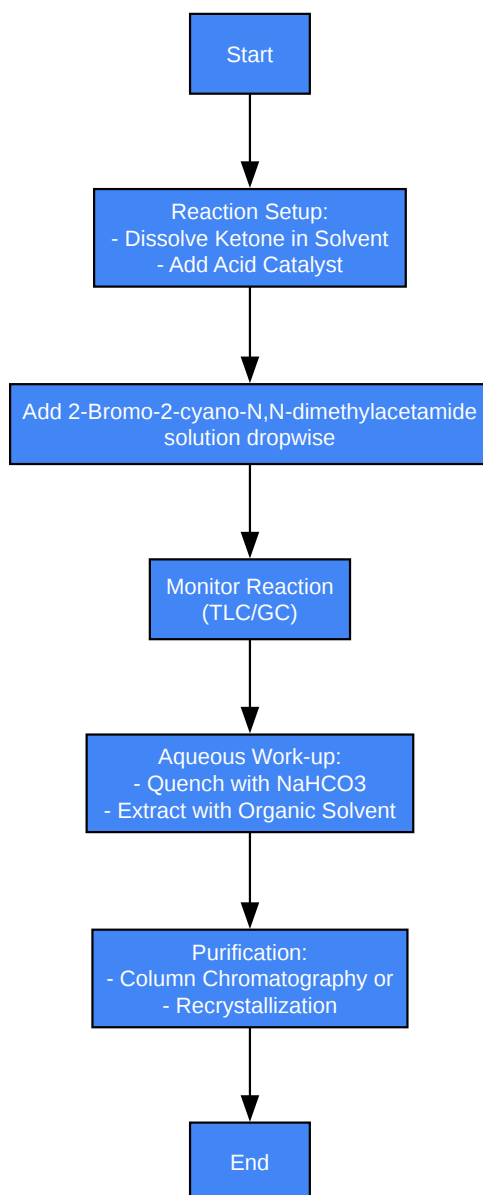 Start
Reaction Setup:
- Dissolve Ketone in Solvent
- Add Acid Catalyst
Add 2-Bromo-2-cyano-N,N-dimethylacetamide
solution dropwise
Monitor Reaction
(TLC/GC)
Aqueous Work-up:
- Quench with NaHCO3
- Extract with Organic Solvent
Purification:
- Column Chromatography or
- Recrystallization
End